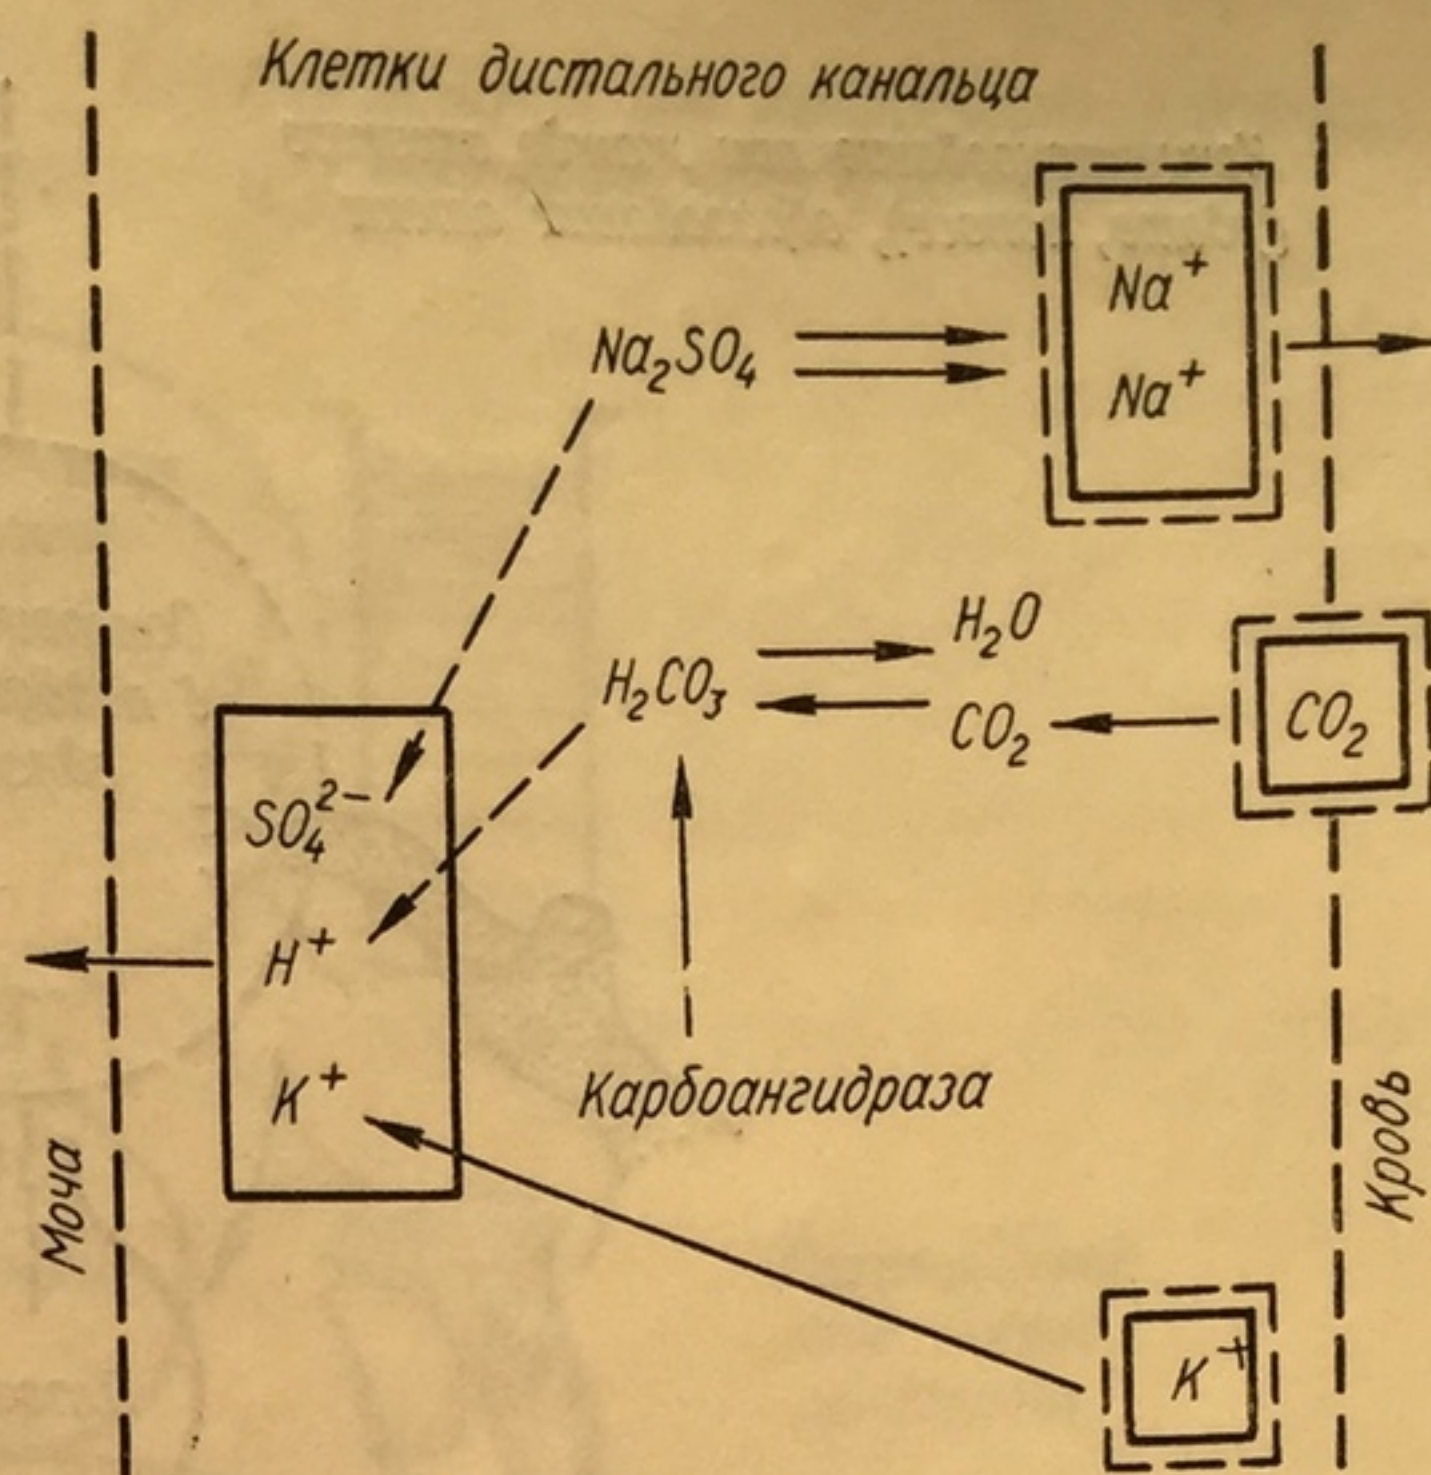 Клетки дистального канальца
Na⁺
Na₂SO₄
Na⁺
H₂O
H₂CO₃
CO₂
CO₂
SO₄²⁻
H⁺
K⁺
Карбоангидраза
Моча
Кровь
K⁺